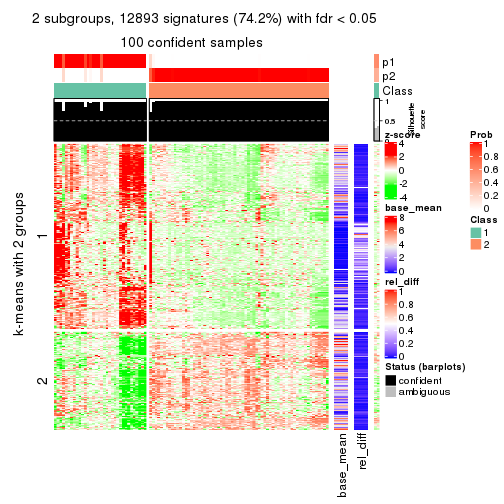 2 subgroups, 12893 signatures (74.2%) with fdr < 0.05
100 confident samples
p1
p2
Class
1
0.5
0
Silhouette
score
k-means with 2 groups
1
2
base_mean
rel_diff
z-score
4
2
0
-2
-4
base_mean
8
6
4
2
0
rel_diff
1
0.8
0.6
0.4
0.2
0
Status (barplots)
confident
ambiguous
Prob
1
0.8
0.6
0.4
0.2
0
Class
1
2